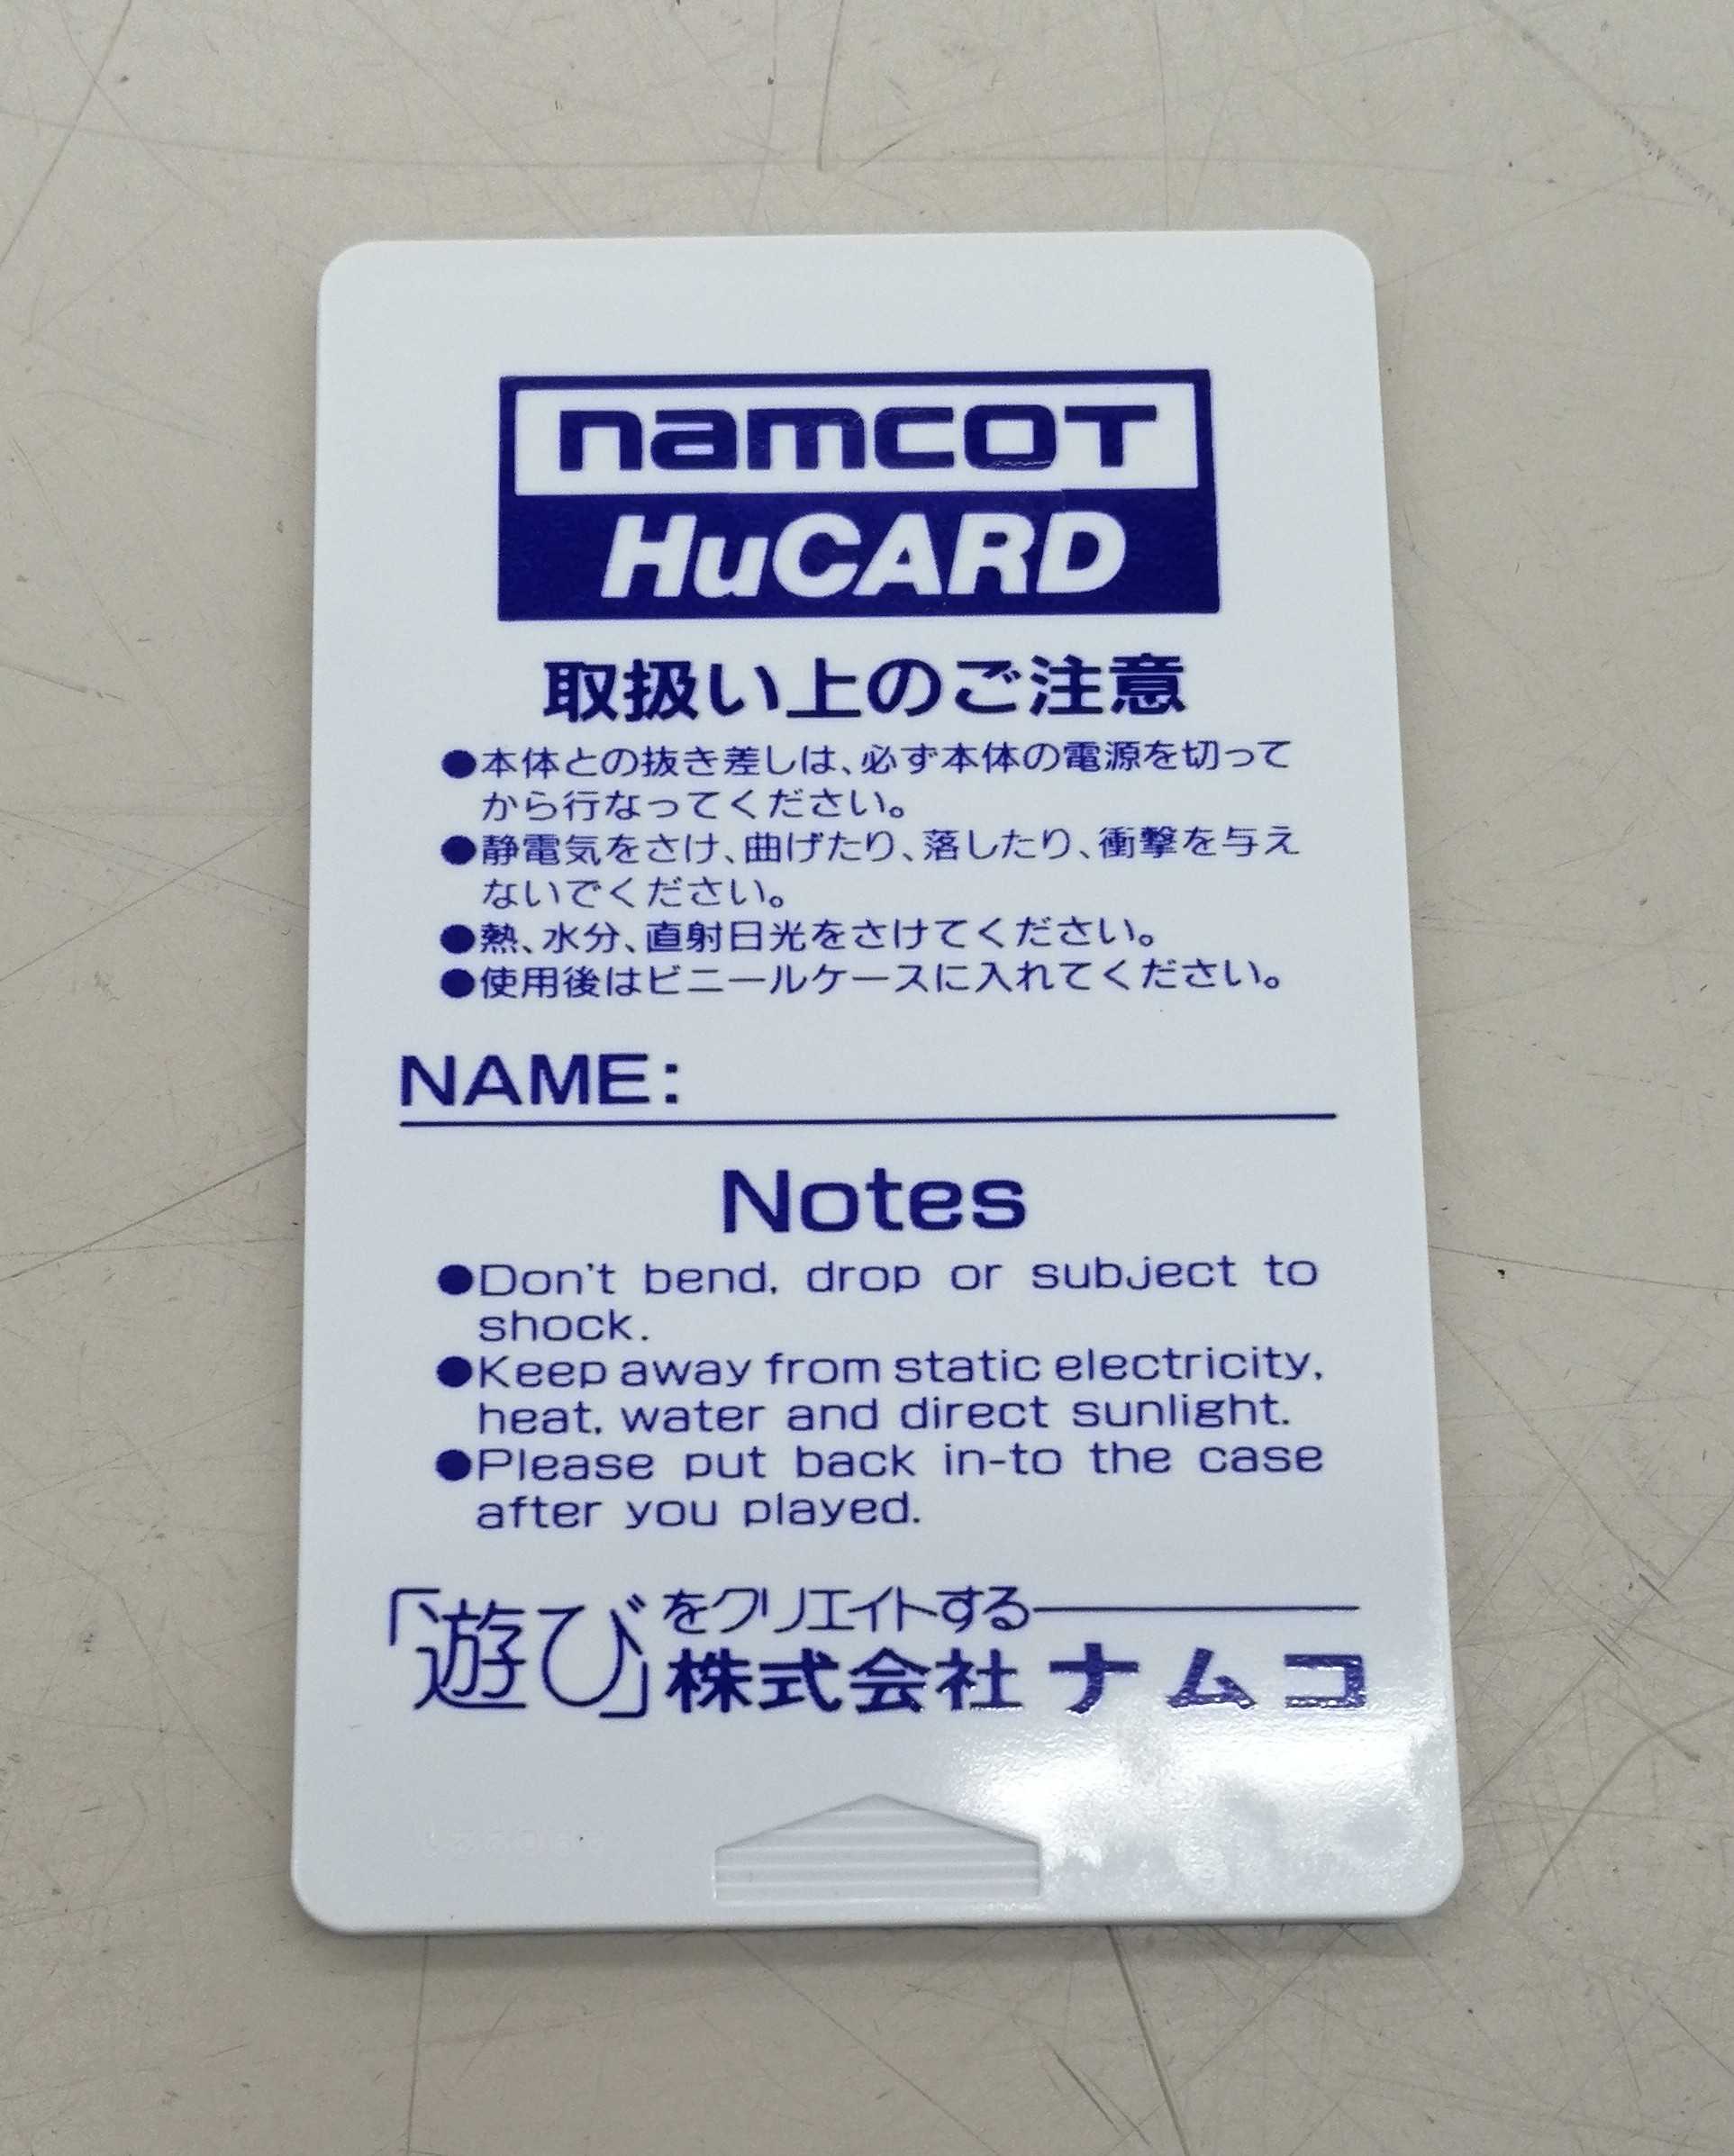 namcoT
HuCARD
取扱い上のご注意
●本体との抜き差しは、必ず本体の電源を切って
から行なってください。
●静電気をさけ、曲げたり、落したり、衝撃を与え
ないでください。
●熱、水分、直射日光をさけてください。
●使用後はビニールケースに入れてください。
NAME:
Notes
●Don't bend, drop or subject to
shock.
●Keep away from static electricity,
heat, water and direct sunlight.
●Please put back in-to the case
after you played.
「遊び」をクリエイトする
株式会社ナムコ